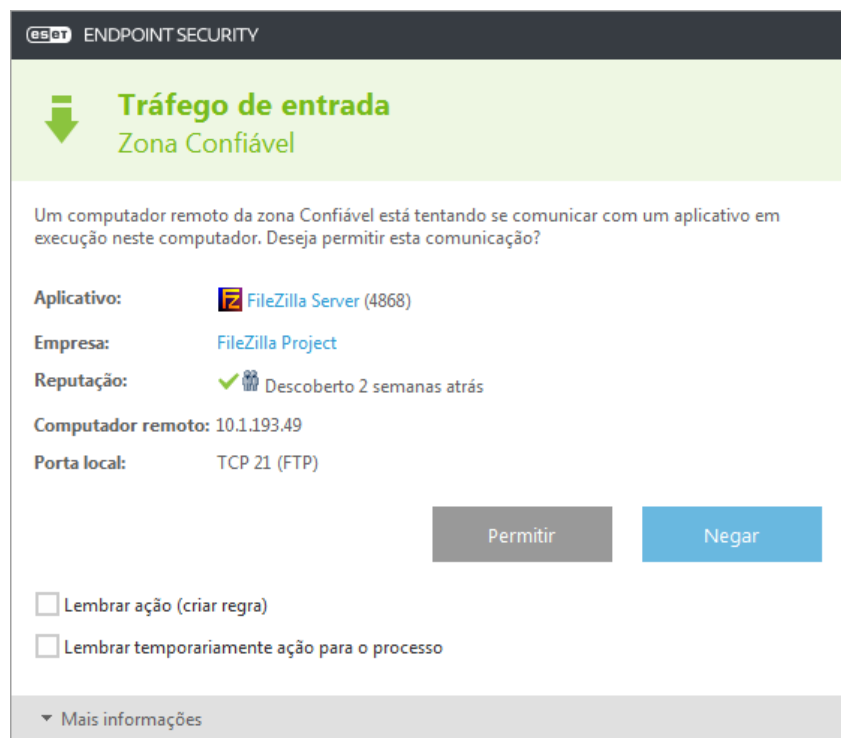 eset ENDPOINT SECURITY
Tráfego de entrada
Zona Confiável
Um computador remoto da zona Confiável está tentando se comunicar com um aplicativo em
execução neste computador. Deseja permitir esta comunicação?
Aplicativo: FileZilla Server (4868)
Empresa: FileZilla Project
Reputação: Descoberto 2 semanas atrás
Computador remoto: 10.1.193.49
Porta local: TCP 21 (FTP)
Permitir Negar
Lembrar ação (criar regra)
Lembrar temporariamente ação para o processo
Mais informações